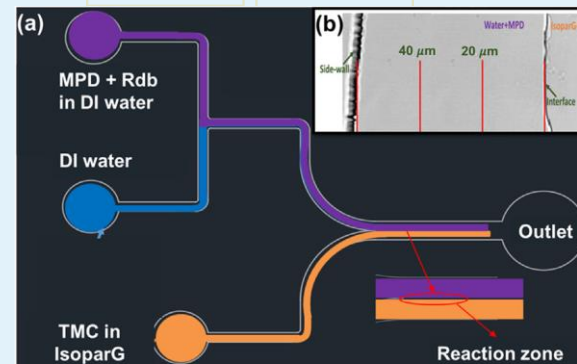 (a)
MPD + Rdb
in DI water
DI water
TMC in
IsoparG
Outlet
Reaction zone
(b)
Water+MPD
IsoparG
Side-wall
40 μm
20 μm
Interface